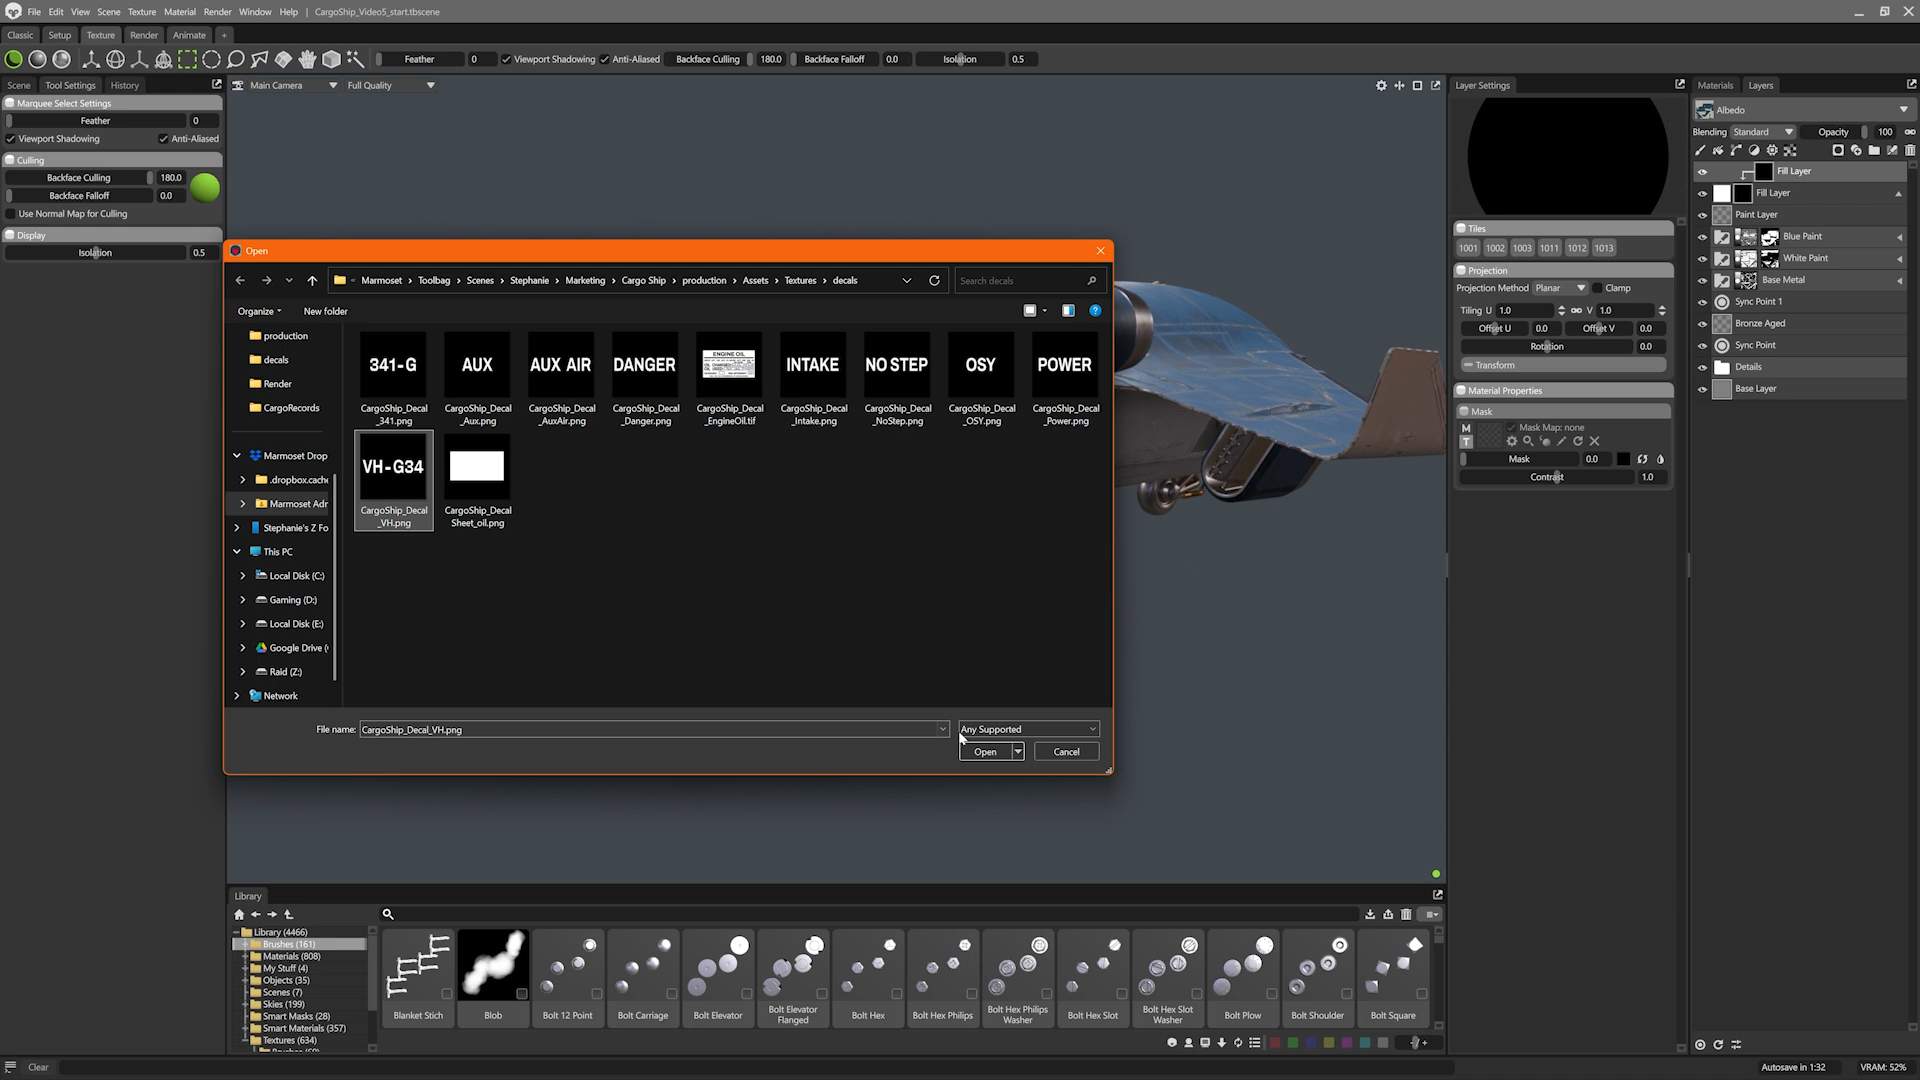 File Edit View Scene Texture Material Render Window Help | CargoShip_Video5_start.tbscene
Classic Setup Texture Render Animate +
Feather 0 Viewport Shadowing Anti-Aliased Backface Culling 180.0 Backface Falloff 0.0 Isolation 0.5
Scene Tool Settings History
Marquee Select Settings
Feather 0
Viewport Shadowing Anti-Aliased
Culling
Backface Culling 180.0
Backface Falloff 0.0
Use Normal Map for Culling
Display
Isolation 0.5
Main Camera Full Quality
Open
« Marmoset > Toolbag > Scenes > Stephanie > Marketing > Cargo Ship > production > Assets > Textures > decals
Search decals
Organize New folder
production
decals
Render
CargoRecords
Marmoset Drop
.dropbox.cache
Marmoset Adr
Stephanie's Z Fo
This PC
Local Disk (C:)
Gaming (D:)
Local Disk (E:)
Google Drive (
Raid (Z:)
Network
341-G AUX AUX AIR DANGER ENGINE OIL INTAKE NO STEP OSY POWER
CargoShip_Decal_341.png
CargoShip_Decal_Aux.png
CargoShip_Decal_AuxAir.png
CargoShip_Decal_Danger.png
CargoShip_Decal_EngineOil.tif
CargoShip_Decal_Intake.png
CargoShip_Decal_NoStep.png
CargoShip_Decal_OSY.png
CargoShip_Decal_Power.png
VH-G34
CargoShip_Decal_VH.png
CargoShip_DecalSheet_oil.png
File name: CargoShip_Decal_VH.png Any Supported
Open Cancel
Library
Library (4466)
Brushes (161)
Materials (808)
My Stuff (4)
Objects (35)
Scenes (7)
Skies (199)
Smart Masks (28)
Smart Materials (357)
Textures (634)
Blanket Stich
Blob
Bolt 12 Point
Bolt Carriage
Bolt Elevator
Bolt Elevator Flanged
Bolt Hex
Bolt Hex Philips
Bolt Hex Philips Washer
Bolt Hex Slot
Bolt Hex Slot Washer
Bolt Plow
Bolt Shoulder
Bolt Square
Layer Settings
Tiles
1001 1002 1003 1011 1012 1013
Projection
Projection Method Planar Clamp
Tiling U 1.0 V 1.0
Offset U 0.0 Offset V 0.0
Rotation 0.0
Transform
Material Properties
Mask
M Mask Map: none
T
Mask 0.0
Contrast 1.0
Materials Layers
Albedo
Blending Standard Opacity 100
Fill Layer
Fill Layer
Paint Layer
Blue Paint
White Paint
Base Metal
Sync Point 1
Bronze Aged
Sync Point
Details
Base Layer
Clear
Autosave in 1:32 VRAM: 52%